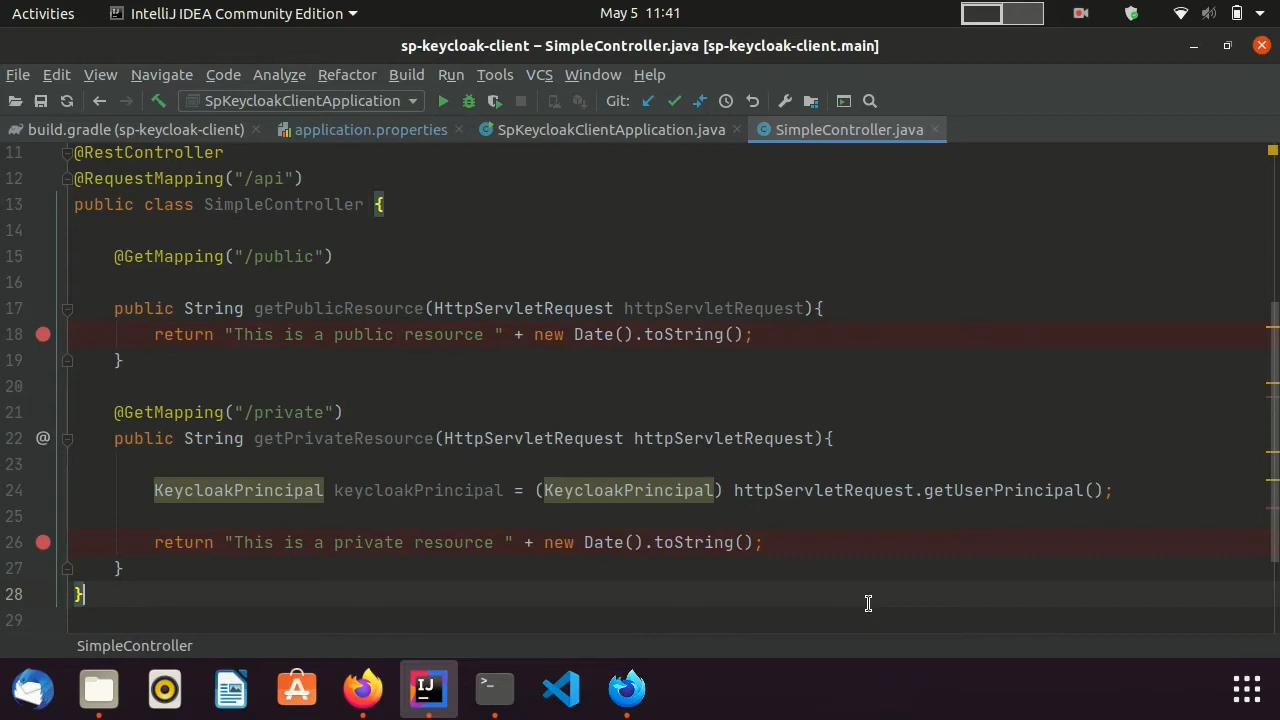 Activities IntelliJ IDEA Community Edition May 5 11:41
sp-keycloak-client – SimpleController.java [sp-keycloak-client.main]
File Edit View Navigate Code Analyze Refactor Build Run Tools VCS Window Help
SpKeycloakClientApplication Git:
build.gradle (sp-keycloak-client) application.properties SpKeycloakClientApplication.java SimpleController.java
11 @RestController
12 @RequestMapping("/api")
13 public class SimpleController {
14
15 @GetMapping("/public")
16
17 public String getPublicResource(HttpServletRequest httpServletRequest){
18 return "This is a public resource " + new Date().toString();
19 }
20
21 @GetMapping("/private")
22 @ public String getPrivateResource(HttpServletRequest httpServletRequest){
23
24 KeycloakPrincipal keycloakPrincipal = (KeycloakPrincipal) httpServletRequest.getUserPrincipal();
25
26 return "This is a private resource " + new Date().toString();
27 }
28 }
29
SimpleController
IJ